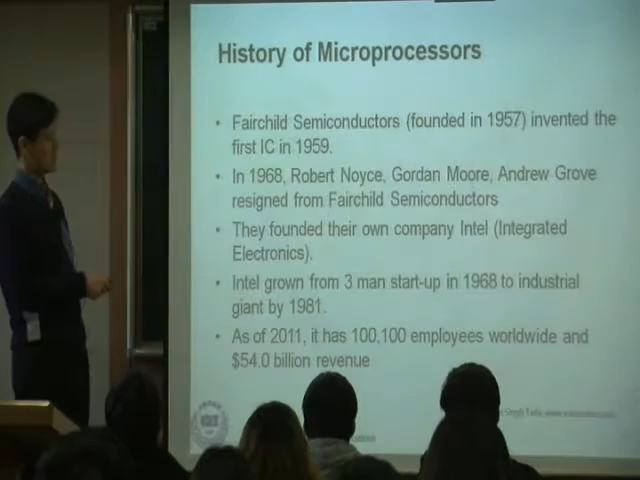 History of Microprocessors
• Fairchild Semiconductors (founded in 1957) invented the
first IC in 1959.
• In 1968, Robert Noyce, Gordan Moore, Andrew Grove
resigned from Fairchild Semiconductors
• They founded their own company Intel (Integrated
Electronics).
• Intel grown from 3 man start-up in 1968 to industrial
giant by 1981.
• As of 2011, it has 100,100 employees worldwide and
$54.0 billion revenue